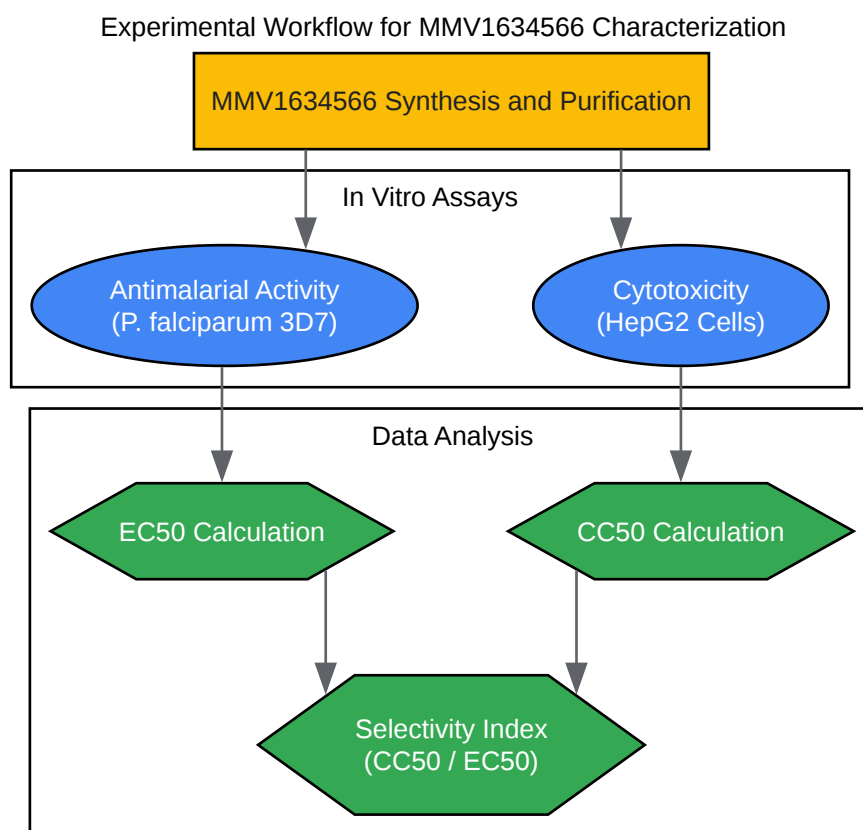 Experimental Workflow for MMV1634566 Characterization
MMV1634566 Synthesis and Purification
In Vitro Assays
Antimalarial Activity
(P. falciparum 3D7)
Cytotoxicity
(HepG2 Cells)
Data Analysis
EC50 Calculation
CC50 Calculation
Selectivity Index
(CC50 / EC50)